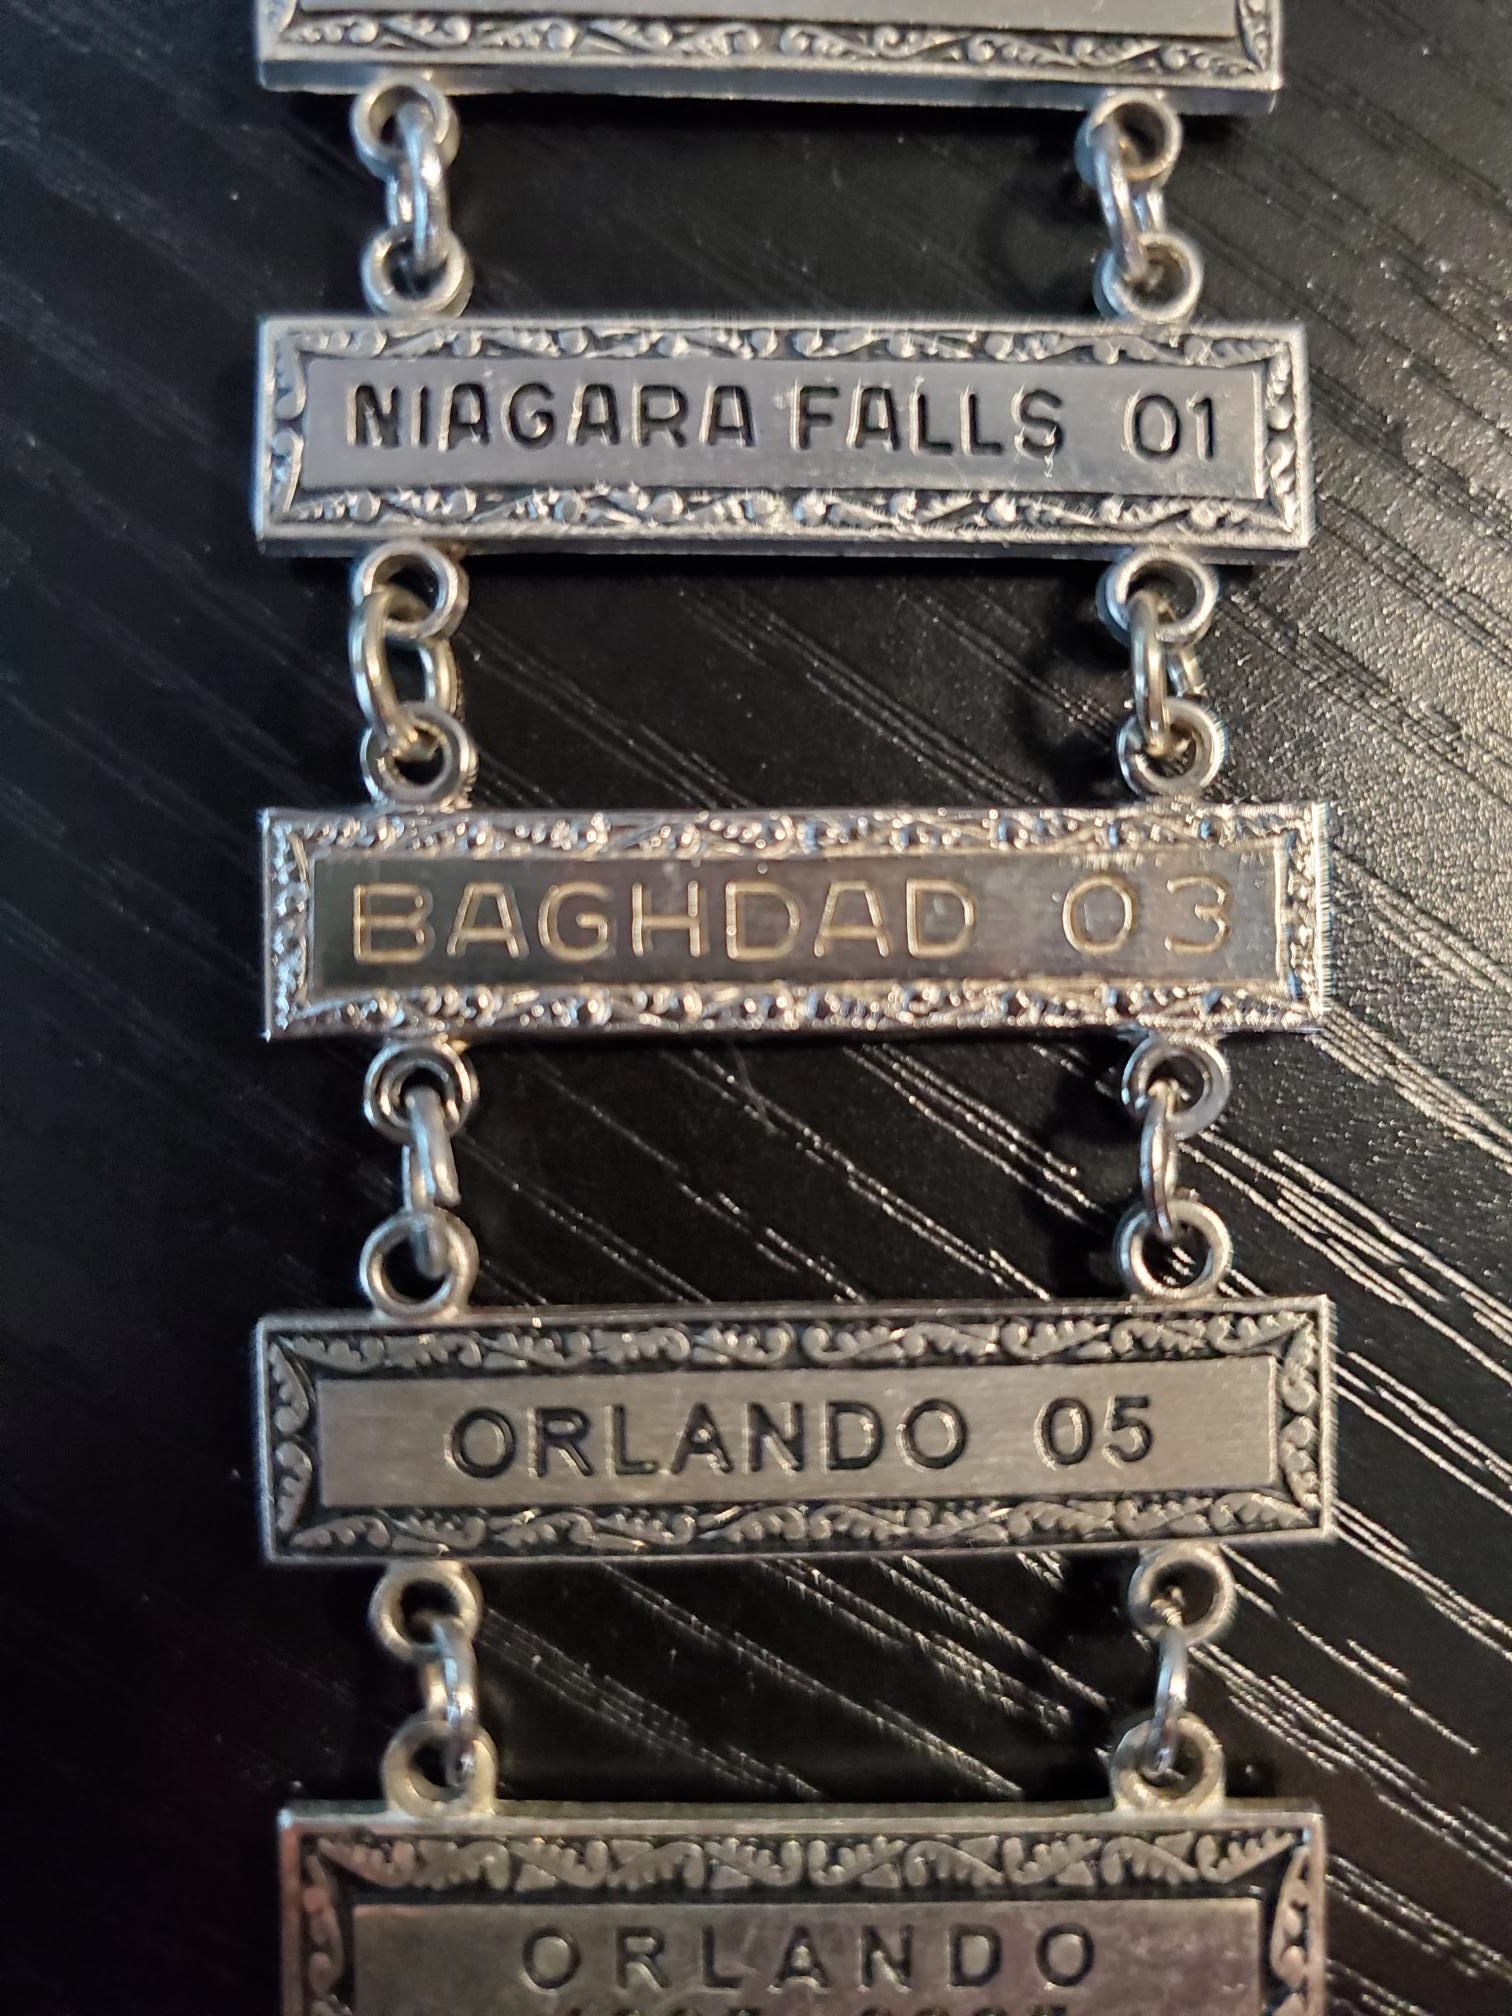 NIAGARA FALLS 01
BAGHDAD 03
ORLANDO 05
ORLANDO